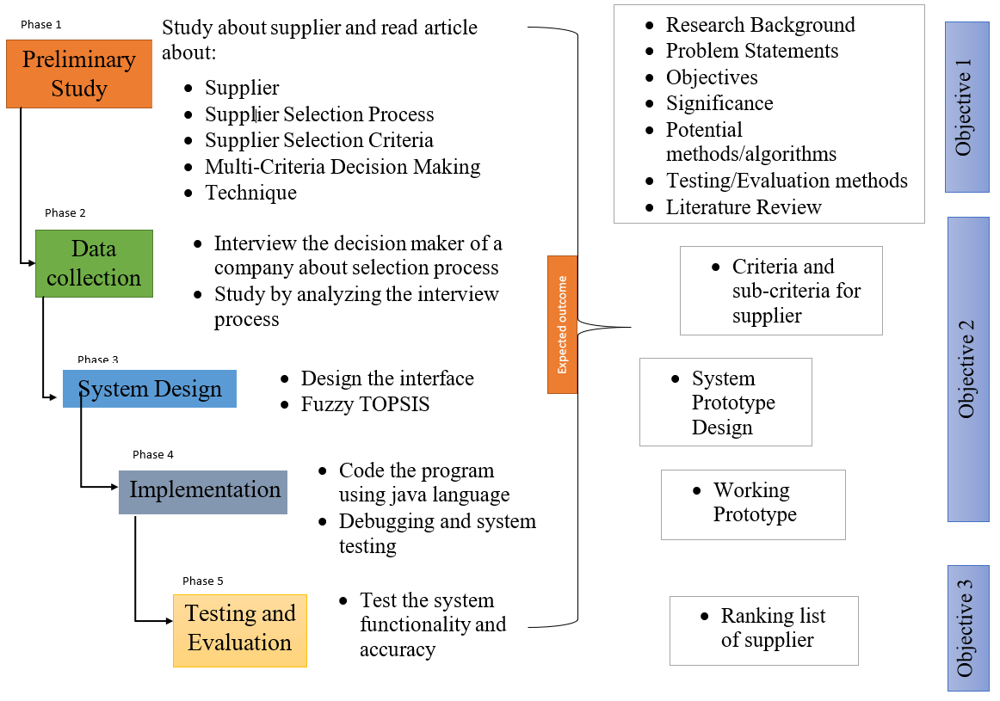 Phase 1
Preliminary
Study
Study about supplier and read article
about:
• Supplier
• Supplier Selection Process
• Supplier Selection Criteria
• Multi-Criteria Decision Making
• Technique
Phase 2
Data
collection
• Interview the decision maker of a
company about selection process
• Study by analyzing the interview
process
Phase 3
System Design
• Design the interface
• Fuzzy TOPSIS
Phase 4
Implementation
• Code the program
using java language
• Debugging and system
testing
Phase 5
Testing and
Evaluation
• Test the system
functionality and
accuracy
Expected outcome
• Research Background
• Problem Statements
• Objectives
• Significance
• Potential
methods/algorithms
• Testing/Evaluation methods
• Literature Review
• Criteria and
sub-criteria for
supplier
• System
Prototype
Design
• Working
Prototype
• Ranking list
of supplier
Objective 1
Objective 2
Objective 3